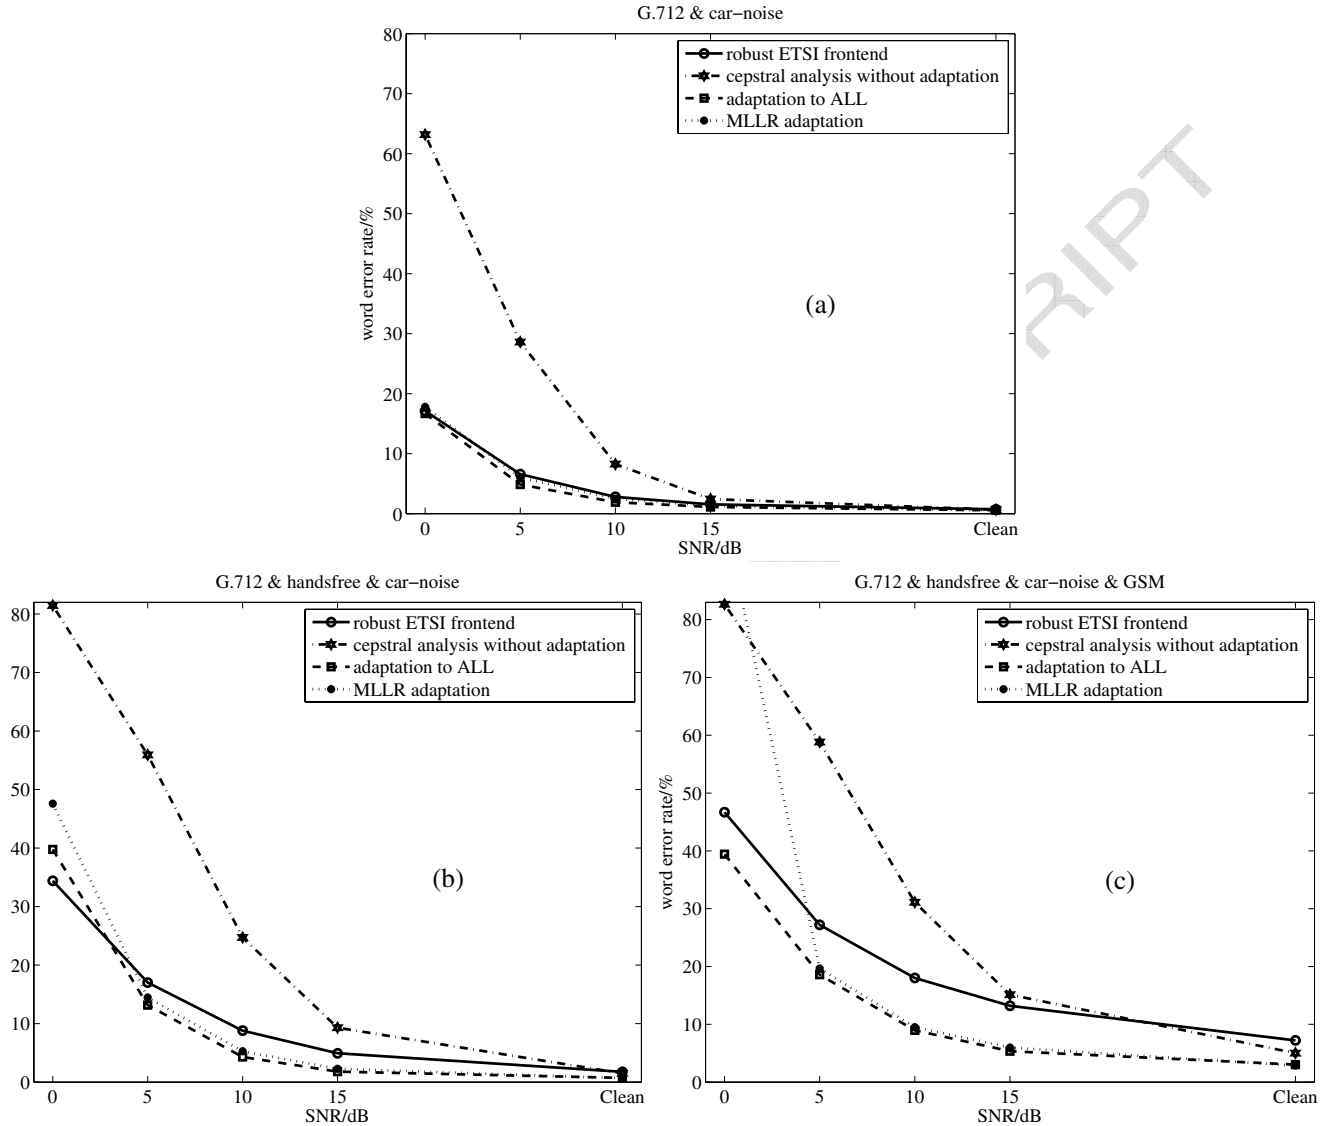 G.712 & car−noise
80
70
60
50
40
30
20
10
0
word error rate/%
robust ETSI frontend
cepstral analysis without adaptation
adaptation to ALL
MLLR adaptation
(a)
0 5 10 15 Clean
SNR/dB
RIPT
G.712 & handsfree & car−noise
80
70
60
50
40
30
20
10
0
robust ETSI frontend
cepstral analysis without adaptation
adaptation to ALL
MLLR adaptation
(b)
0 5 10 15 Clean
SNR/dB
G.712 & handsfree & car−noise & GSM
80
70
60
50
40
30
20
10
0
word error rate/%
robust ETSI frontend
cepstral analysis without adaptation
adaptation to ALL
MLLR adaptation
(c)
0 5 10 15 Clean
SNR/dB